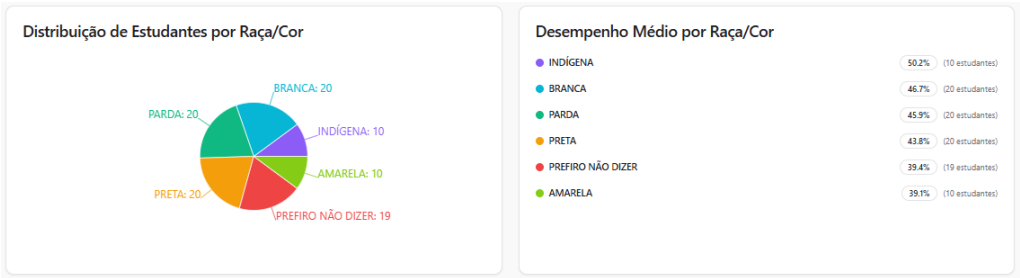 Distribuição de Estudantes por Raça/Cor
BRANCA: 20
PARDA: 20
INDÍGENA: 10
AMARELA: 10
PRETA: 20
PREFIRO NÃO DIZER: 19
Desempenho Médio por Raça/Cor
INDÍGENA 50.2% (10 estudantes)
BRANCA 46.7% (20 estudantes)
PARDA 45.9% (20 estudantes)
PRETA 43.8% (20 estudantes)
PREFIRO NÃO DIZER 39.4% (19 estudantes)
AMARELA 39.1% (10 estudantes)